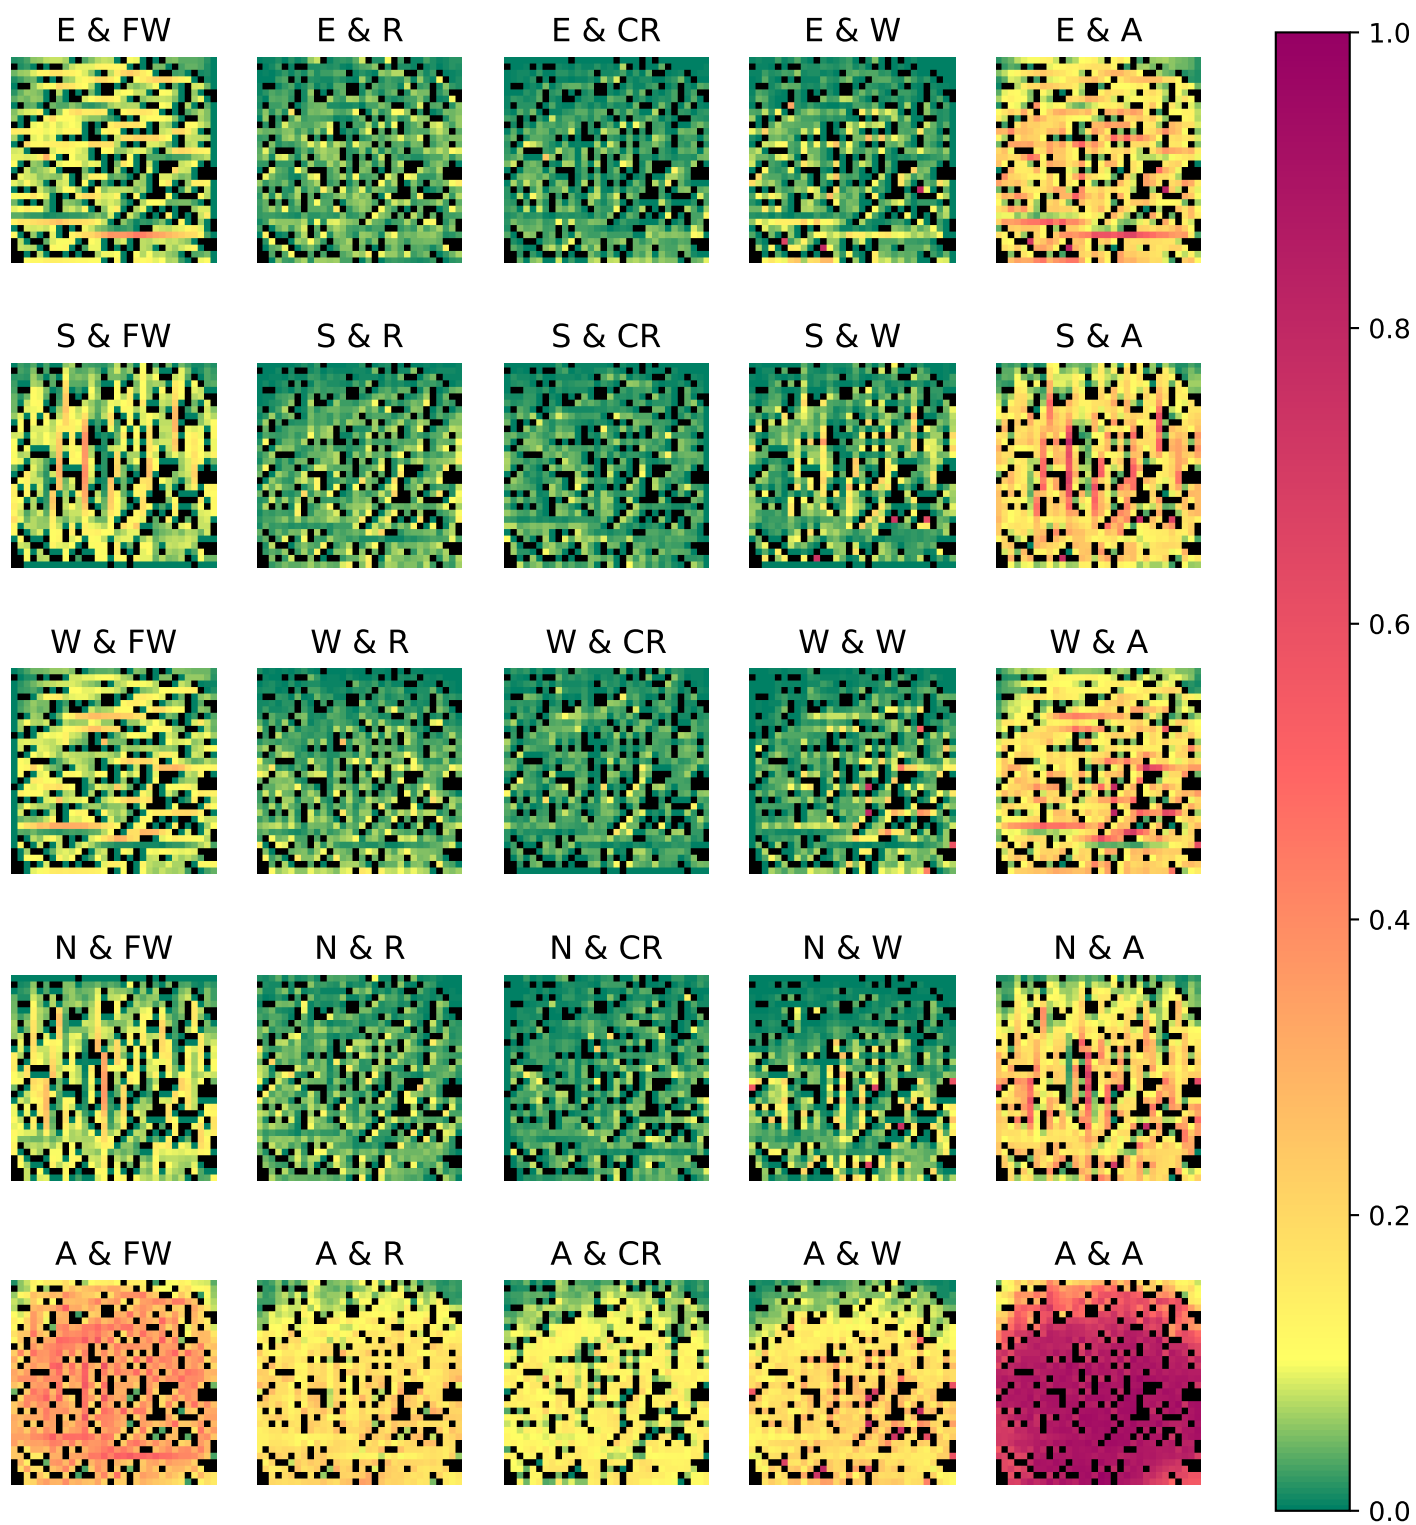 E & FW E & R E & CR E & W E & A
1.0
S & FW S & R S & CR S & W S & A
0.8
W & FW W & R W & CR W & W W & A
0.6
N & FW N & R N & CR N & W N & A
0.4
0.2
A & FW A & R A & CR A & W A & A
0.0